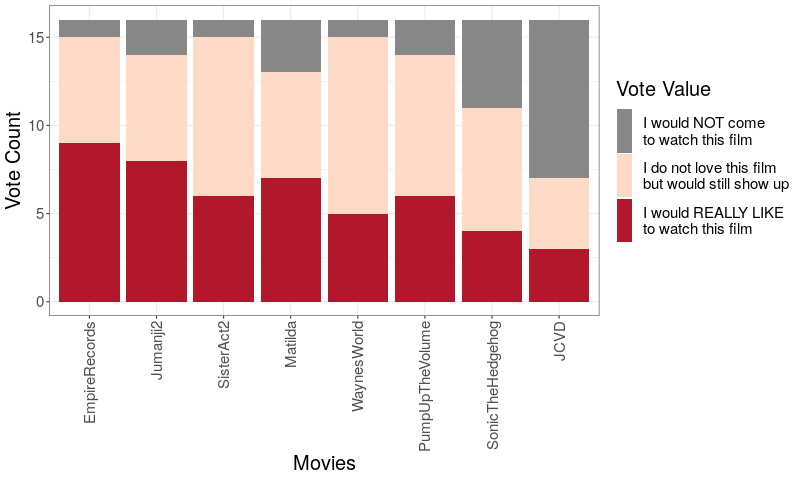 Vote Count
15
10
5
0
EmpireRecords
Jumanji2
SisterAct2
Matilda
WaynesWorld
PumpUpTheVolume
SonicTheHedgehog
JCVD
Movies
Vote Value
I would NOT come
to watch this film
I do not love this film
but would still show up
I would REALLY LIKE
to watch this film